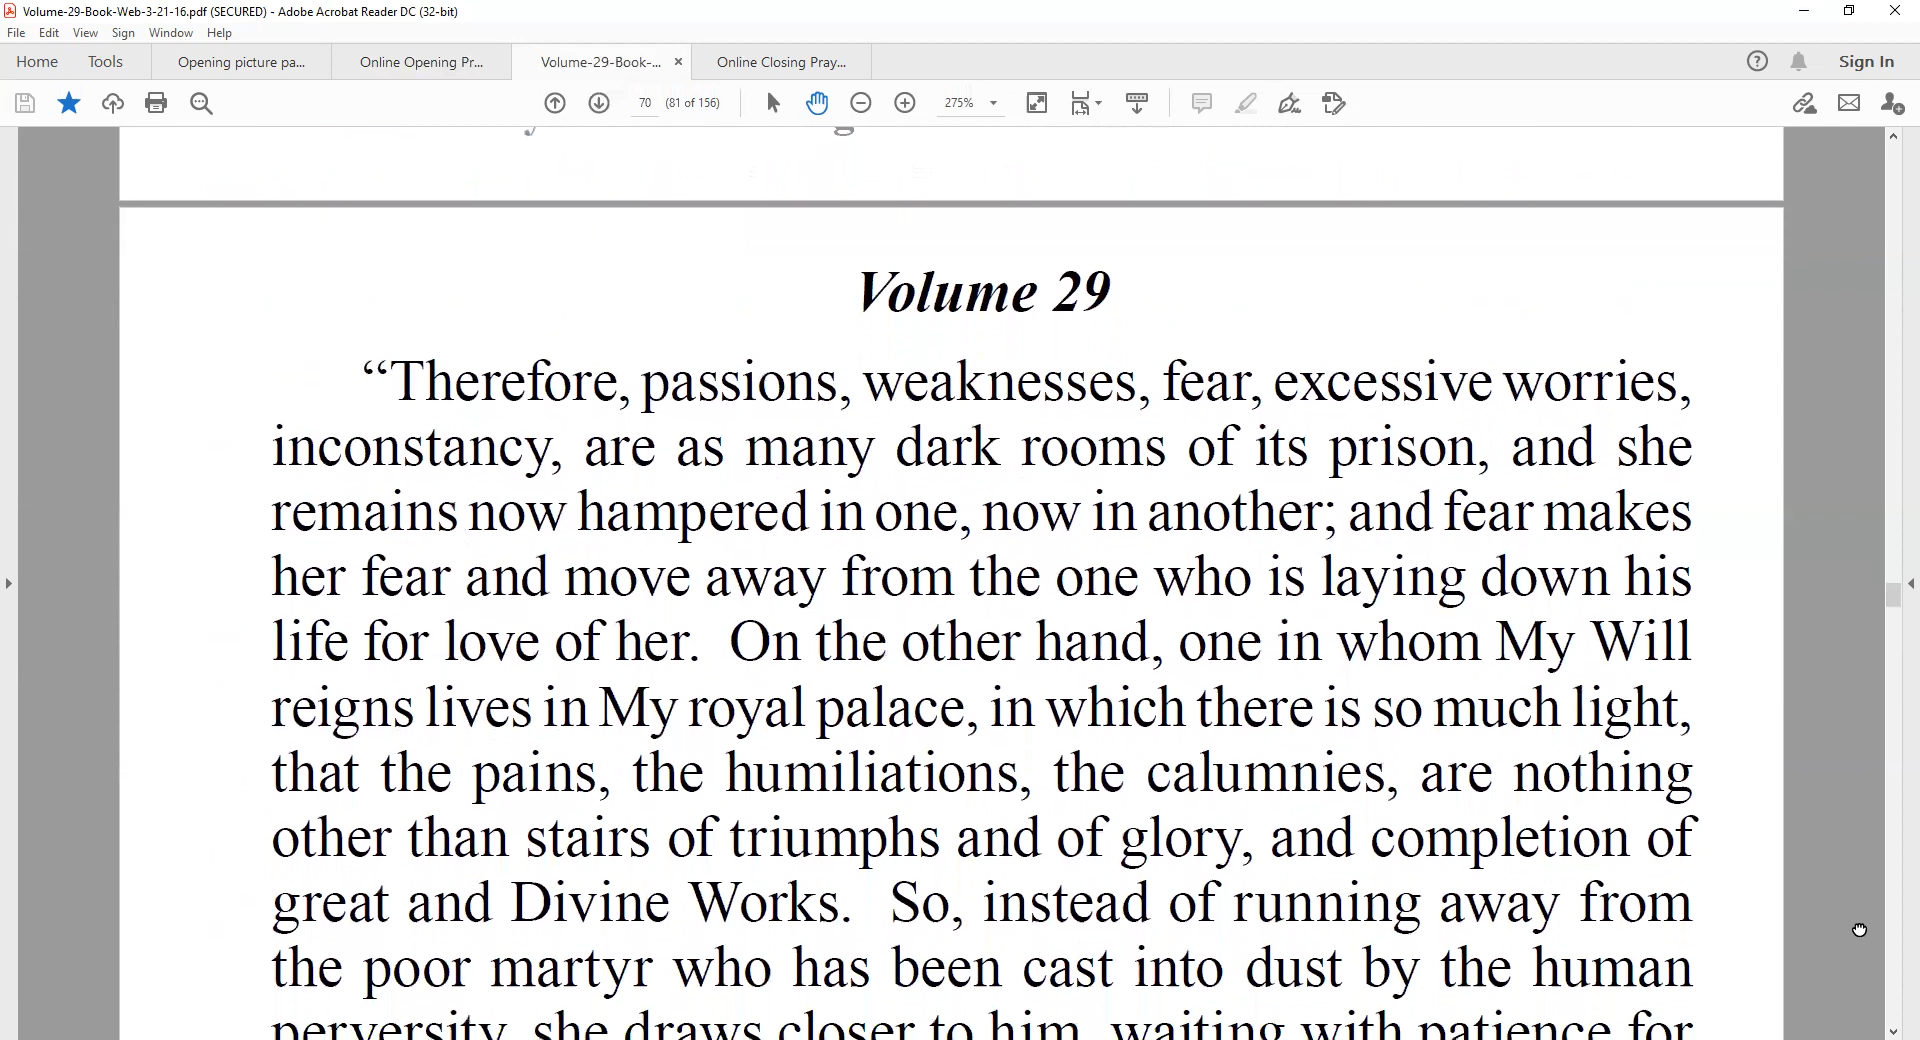 Volume-29-Book-Web-3-21-16.pdf (SECURED) - Adobe Acrobat Reader DC (32-bit)
File Edit View Sign Window Help
Home Tools Opening picture pa... Online Opening Pr... Volume-29-Book-... × Online Closing Pray... Sign In
70 (81 of 156) 275%
Volume 29
“Therefore, passions, weaknesses, fear, excessive worries,
inconstancy, are as many dark rooms of its prison, and she
remains now hampered in one, now in another; and fear makes
her fear and move away from the one who is laying down his
life for love of her. On the other hand, one in whom My Will
reigns lives in My royal palace, in which there is so much light,
that the pains, the humiliations, the calumnies, are nothing
other than stairs of triumphs and of glory, and completion of
great and Divine Works. So, instead of running away from
the poor martyr who has been cast into dust by the human
perversity, she draws closer to him, waiting with patience for